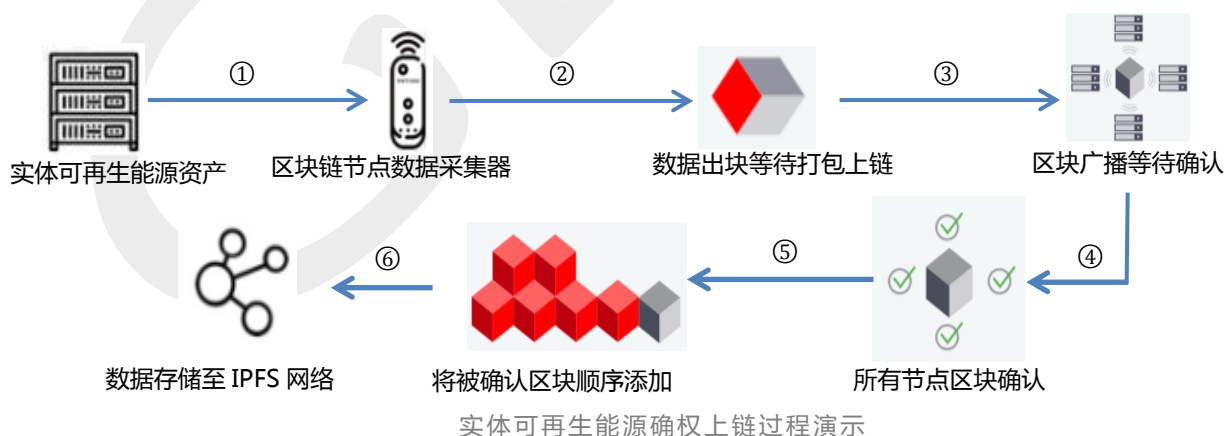 ① ② ③
实体可再生能源资产 区块链节点数据采集器 数据出块等待打包上链 区块广播等待确认
⑥ ⑤ ④
数据存储至 IPFS 网络 将被确认区块顺序添加 所有节点区块确认
实体可再生能源确权上链过程演示